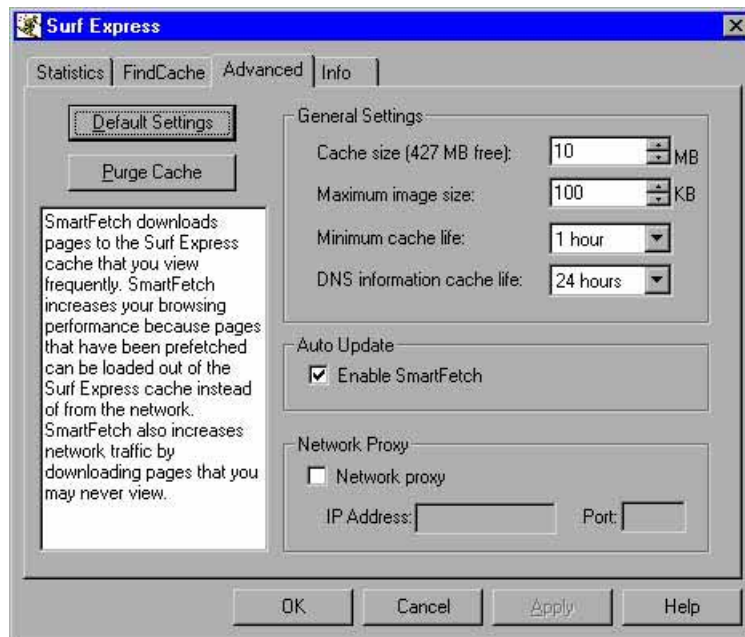 Surf Express
Statistics FindCache Advanced Info
Default Settings
Purge Cache
SmartFetch downloads
pages to the Surf Express
cache that you view
frequently. SmartFetch
increases your browsing
performance because pages
that have been prefetched
can be loaded out of the
Surf Express cache instead
of from the network.
SmartFetch also increases
network traffic by
downloading pages that you
may never view.
General Settings
Cache size (427 MB free): 10 MB
Maximum image size: 100 KB
Minimum cache life: 1 hour
DNS information cache life: 24 hours
Auto Update
Enable SmartFetch
Network Proxy
Network proxy
IP Address: Port:
OK Cancel Apply Help